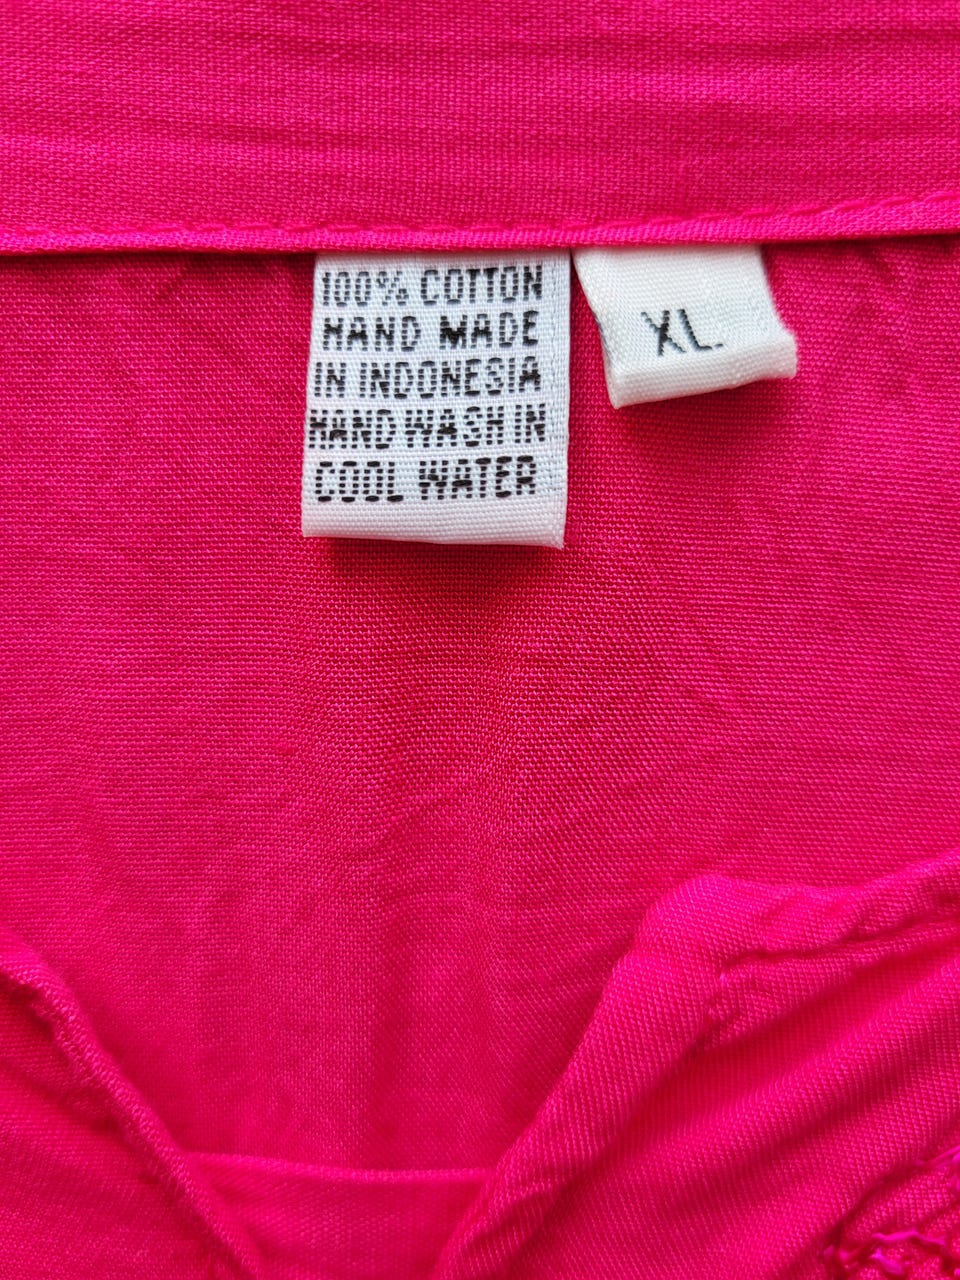 100% COTTON
HAND MADE
IN INDONESIA
HAND WASH IN
COOL WATER
XL.